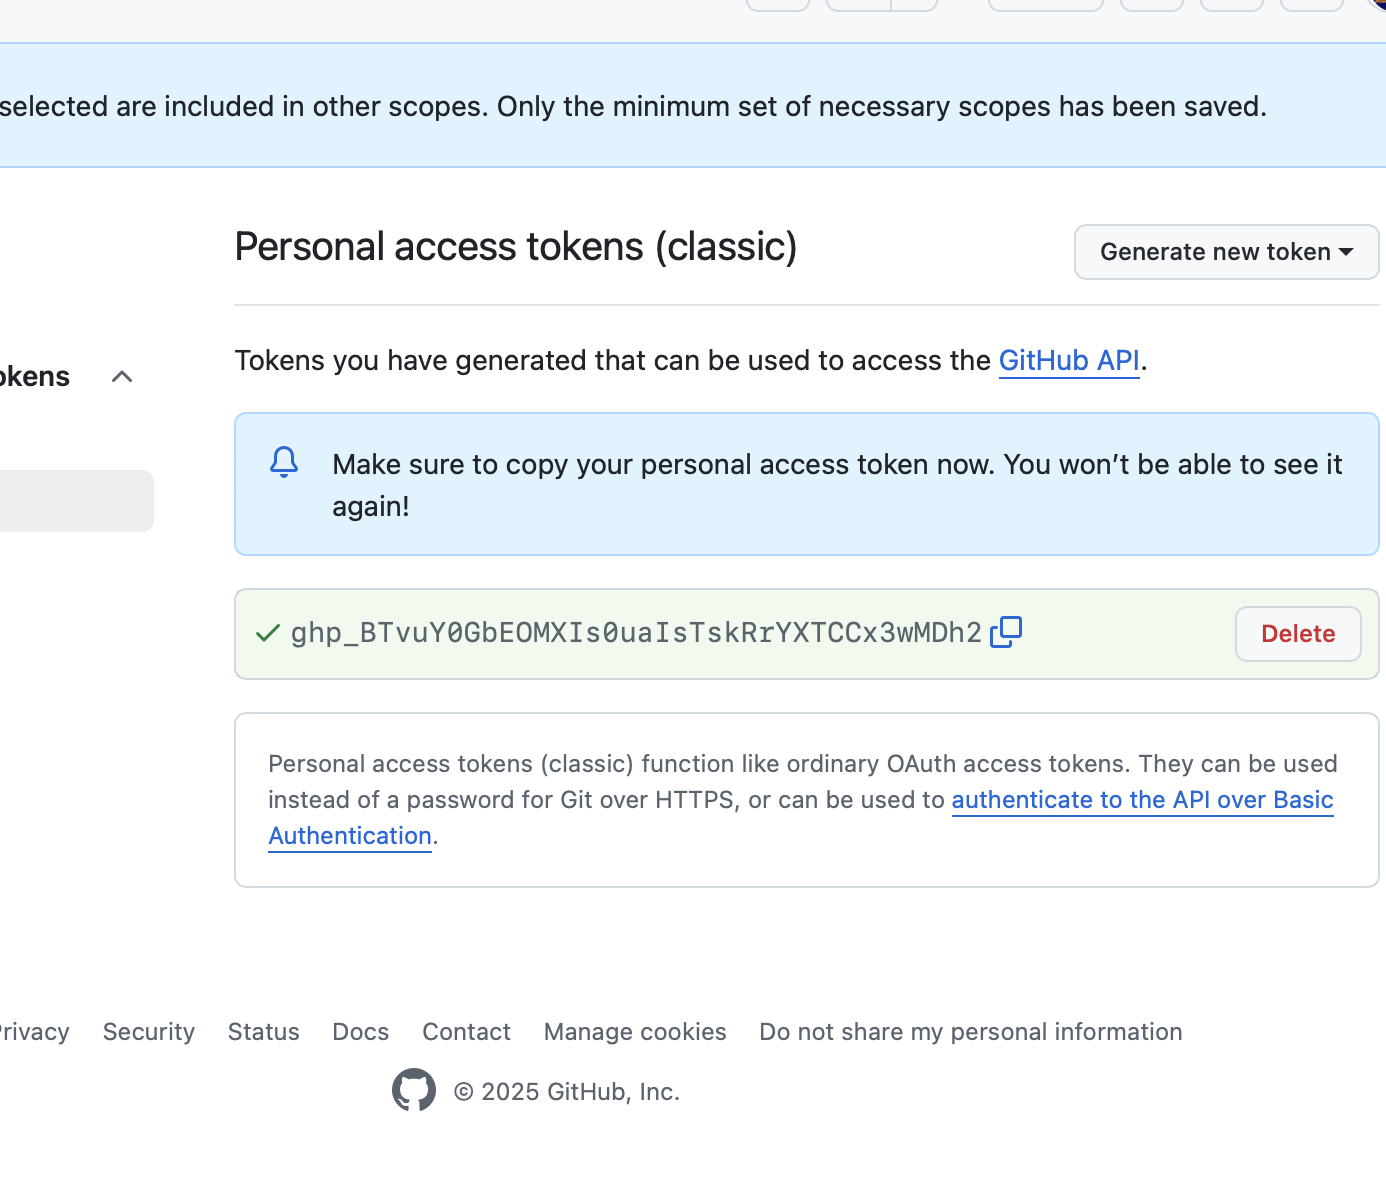 selected are included in other scopes. Only the minimum set of necessary scopes has been saved.
Personal access tokens (classic)
Generate new token
Tokens you have generated that can be used to access the GitHub API.
okens
Make sure to copy your personal access token now. You won’t be able to see it
again!
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
Delete
Personal access tokens (classic) function like ordinary OAuth access tokens. They can be used
instead of a password for Git over HTTPS, or can be used to authenticate to the API over Basic
Authentication.
Privacy Security Status Docs Contact Manage cookies Do not share my personal information
© 2025 GitHub, Inc.